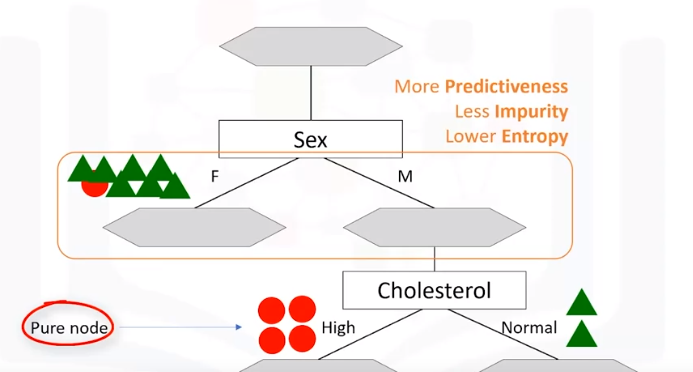 More Predictiveness
Less Impurity
Lower Entropy
Sex
F
M
Cholesterol
Pure node
High
Normal